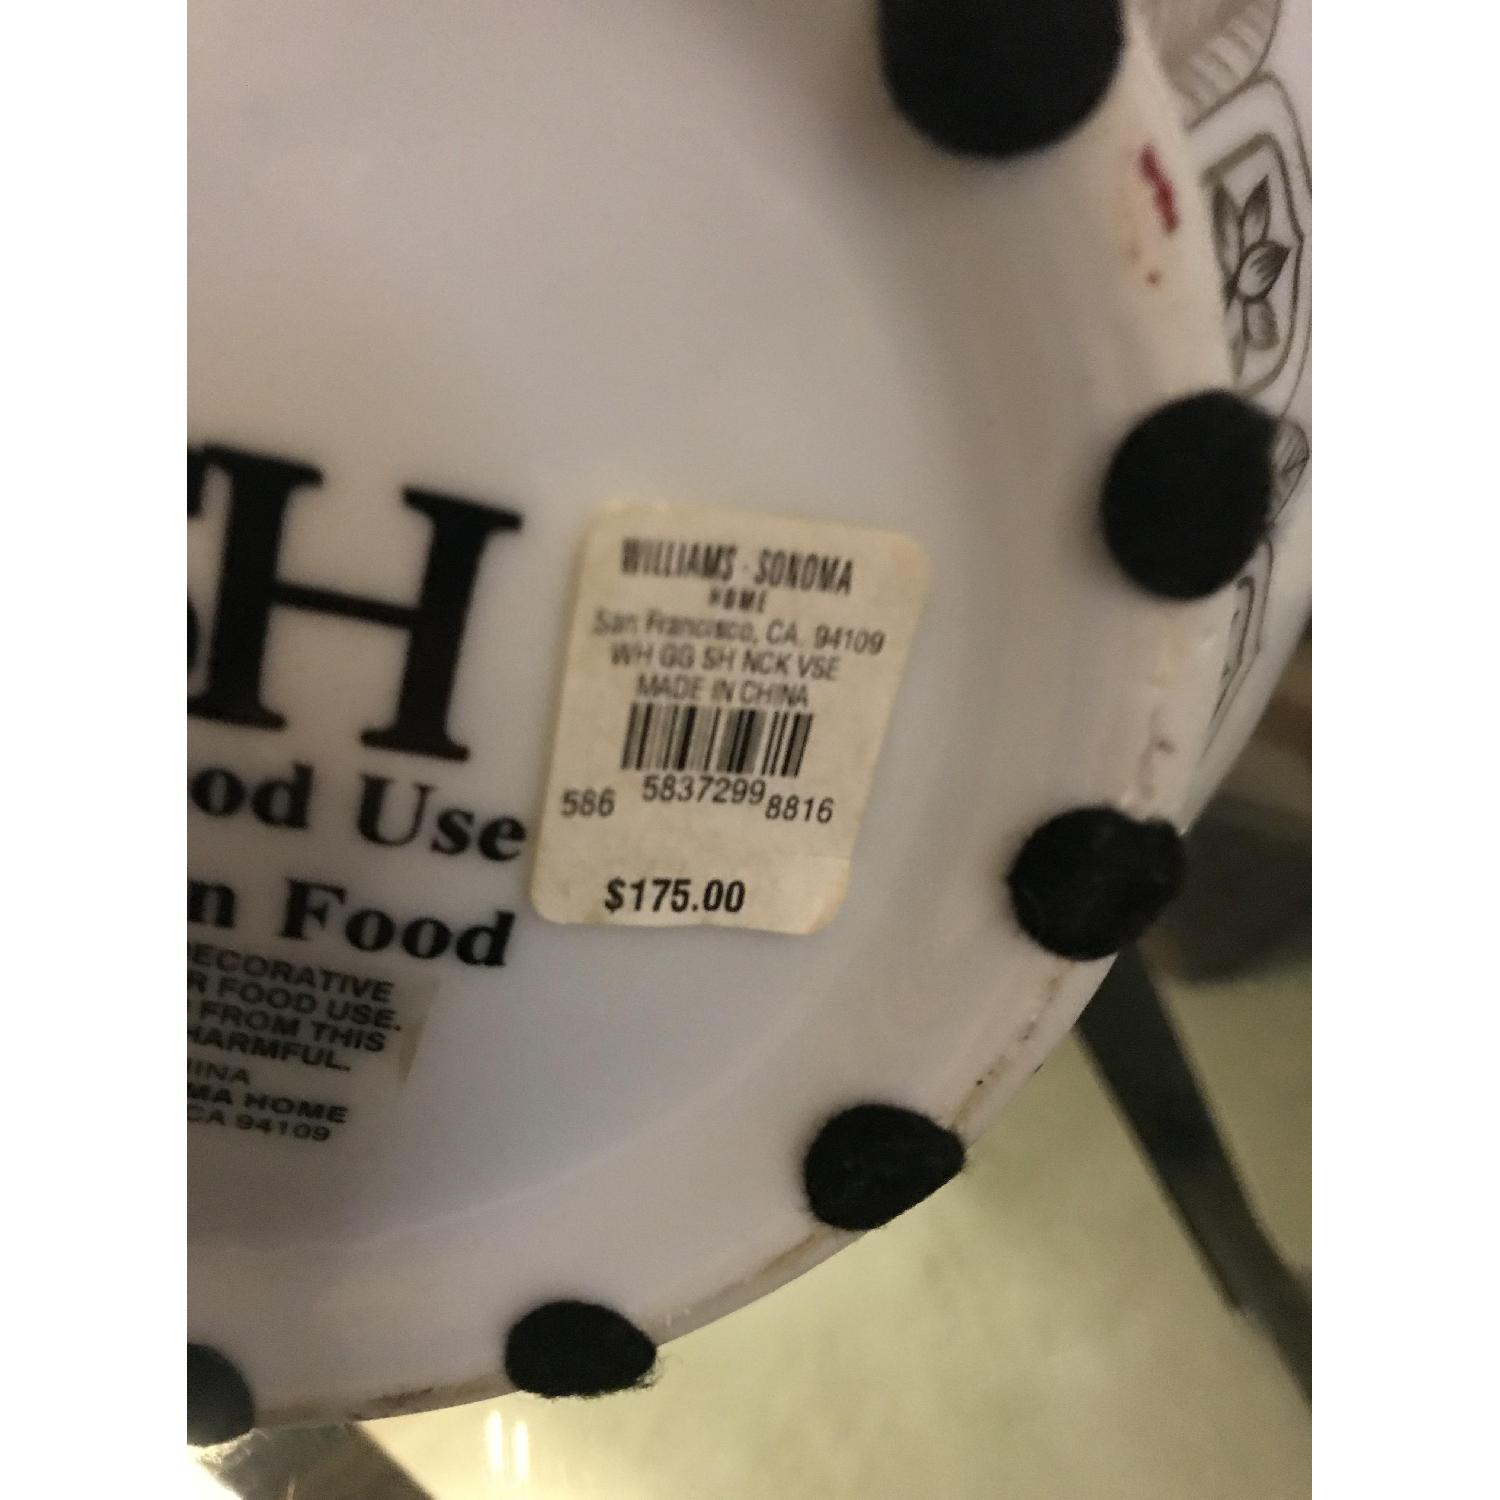 SH
WILLIAMS-SONOMA
HOME
San Francisco, CA. 94109
WH GG SH NCK VSE
MADE IN CHINA
586 5837299 8816
$175.00
od Use
n Food
ECORATIVE
R FOOD USE.
FROM THIS
HARMFUL.
INA
MA HOME
CA 94109